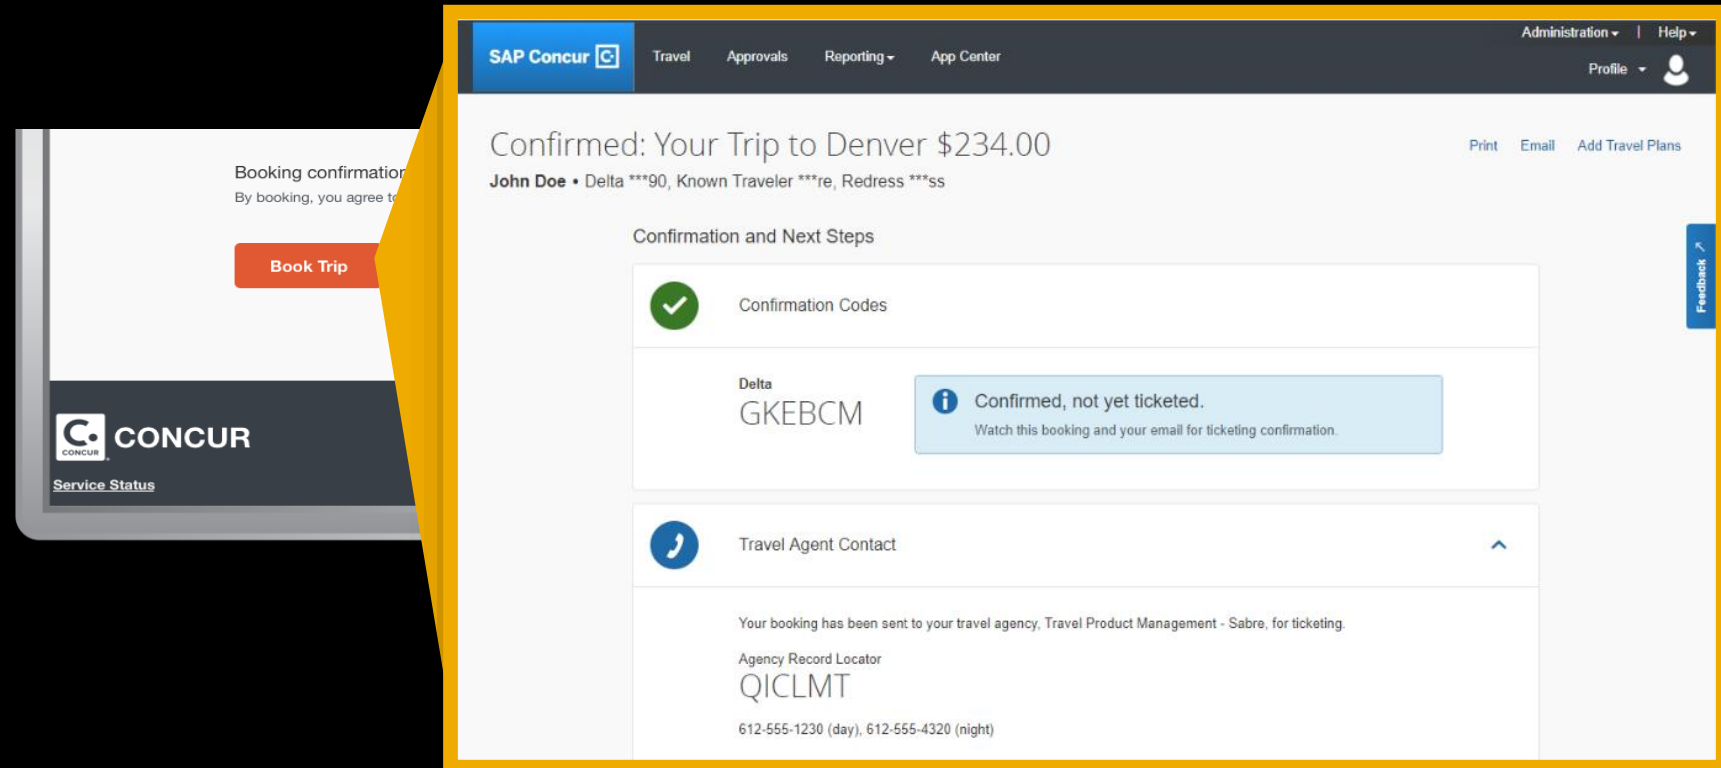 Booking confirmation
By booking, you agree to
Book Trip
C.
CONCUR
CONCUR
Service Status
SAP Concur C.
Travel
Approvals
Reporting
App Center
Administration
|
Help
Profile
Confirmed: Your Trip to Denver $234.00
John Doe • Delta ***90, Known Traveler ***re, Redress ***ss
Print
Email
Add Travel Plans
Confirmation and Next Steps
Confirmation Codes
Delta
GKEBCM
Confirmed, not yet ticketed.
Watch this booking and your email for ticketing confirmation.
Travel Agent Contact
Your booking has been sent to your travel agency, Travel Product Management - Sabre, for ticketing.
Agency Record Locator
QICLMT
612-555-1230 (day), 612-555-4320 (night)
Feedback